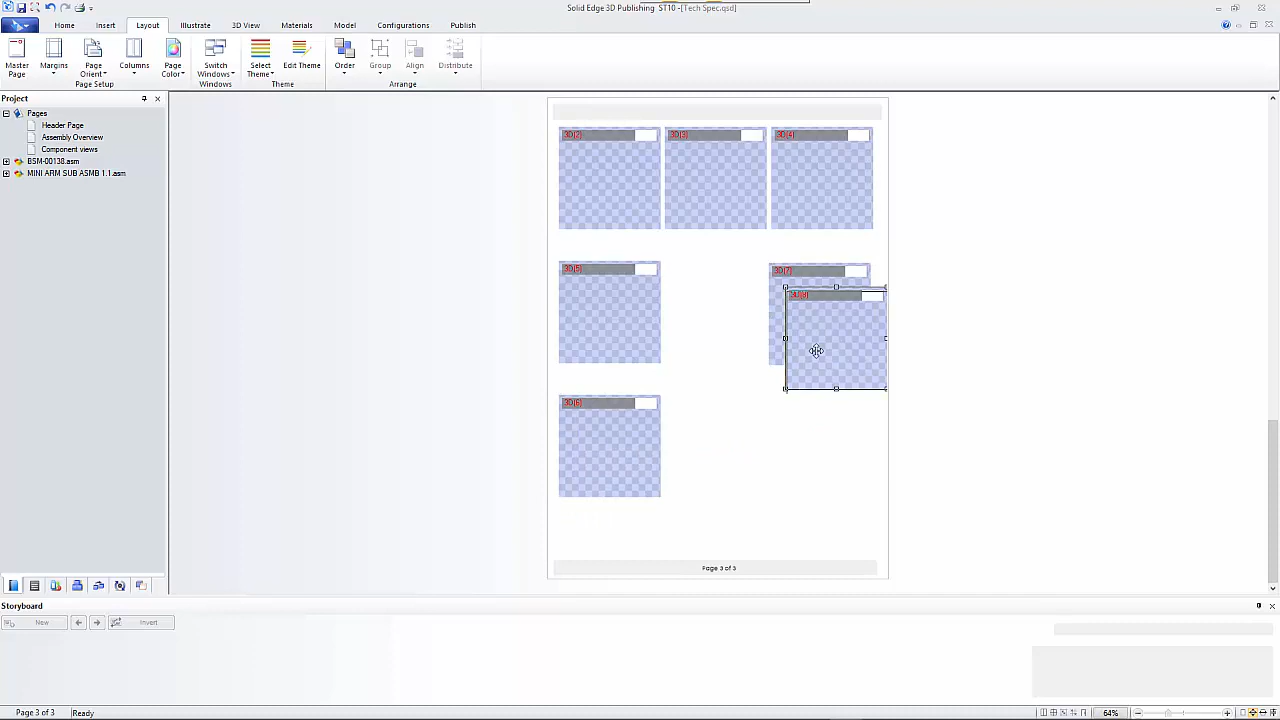 Solid Edge 3D Publishing ST10 - [Tech Spec.qsd]
Home Insert Layout Illustrate 3D View Materials Model Configurations Publish
Master Page
Margins
Page Orient
Columns
Page Color
Switch Windows
Select Theme
Edit Theme
Order
Group
Align
Distribute
Page Setup
Windows
Theme
Arrange
Project
Pages
Header Page
Assembly Overview
Component views
BSM-00138.asm
MINI ARM SUB ASMB 1.1.asm
3D(2)
3D(3)
3D(4)
3D(5)
3D(7)
3D(8)
3D(6)
Page 3 of 3
Storyboard
New
Invert
Page 3 of 3 Ready
64%